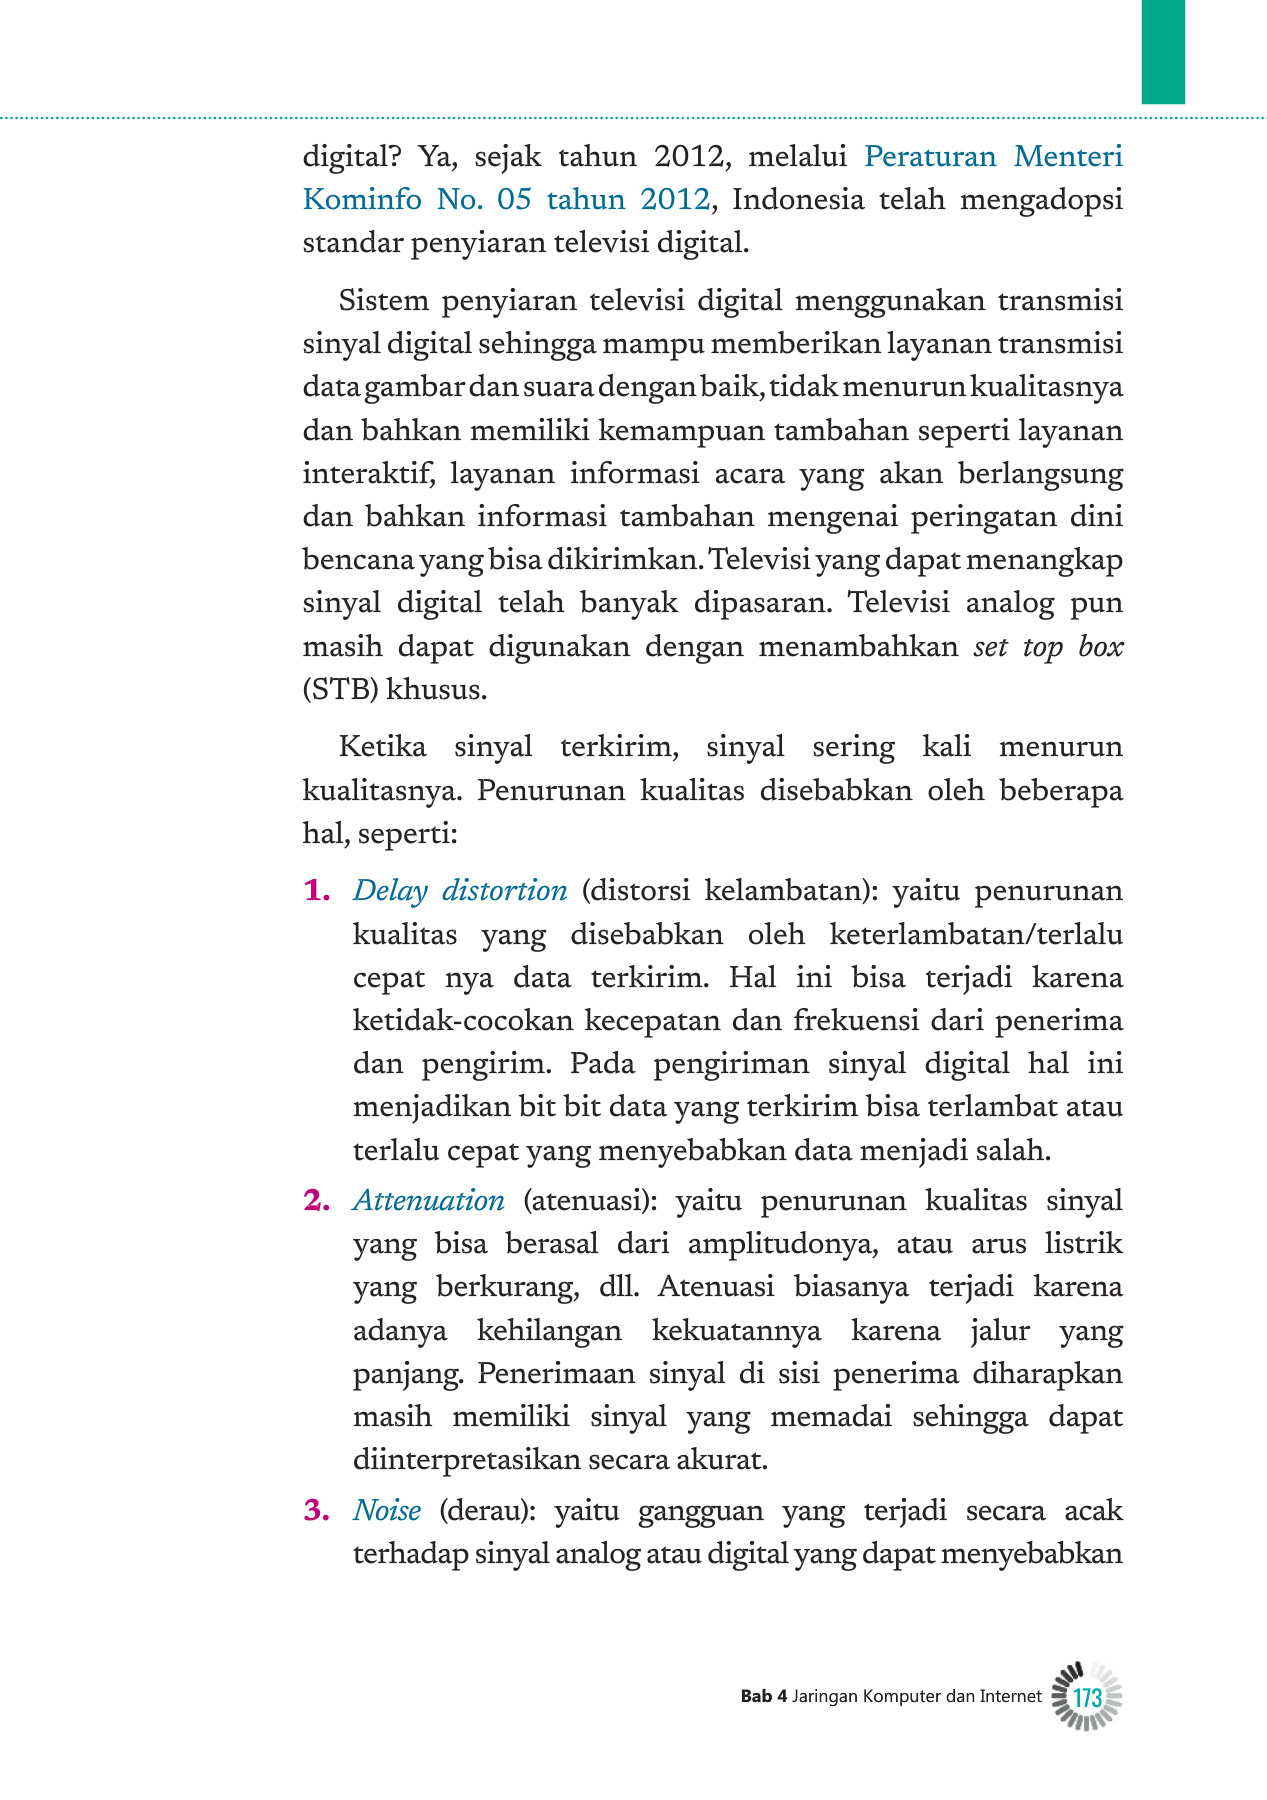 digital? Ya, sejak tahun 2012, melalui Peraturan Menteri
Kominfo No. 05 tahun 2012, Indonesia telah mengadopsi
standar penyiaran televisi digital.
Sistem penyiaran televisi digital menggunakan transmisi
sinyal digital sehingga mampu memberikan layanan transmisi
data gambar dan suara dengan baik, tidak menurun kualitasnya
dan bahkan memiliki kemampuan tambahan seperti layanan
interaktif, layanan informasi acara yang akan berlangsung
dan bahkan informasi tambahan mengenai peringatan dini
bencana yang bisa dikirimkan. Televisi yang dapat menangkap
sinyal digital telah banyak dipasaran. Televisi analog pun
masih dapat digunakan dengan menambahkan set top box
(STB) khusus.
Ketika sinyal terkirim, sinyal sering kali menurun
kualitasnya. Penurunan kualitas disebabkan oleh beberapa
hal, seperti:
1. Delay distortion (distorsi kelambatan): yaitu penurunan
kualitas yang disebabkan oleh keterlambatan/terlalu
cepat nya data terkirim. Hal ini bisa terjadi karena
ketidak-cocokan kecepatan dan frekuensi dari penerima
dan pengirim. Pada pengiriman sinyal digital hal ini
menjadikan bit bit data yang terkirim bisa terlambat atau
terlalu cepat yang menyebabkan data menjadi salah.
2. Attenuation (atenuasi): yaitu penurunan kualitas sinyal
yang bisa berasal dari amplitudonya, atau arus listrik
yang berkurang, dll. Atenuasi biasanya terjadi karena
adanya kehilangan kekuatannya karena jalur yang
panjang. Penerimaan sinyal di sisi penerima diharapkan
masih memiliki sinyal yang memadai sehingga dapat
diinterpretasikan secara akurat.
3. Noise (derau): yaitu gangguan yang terjadi secara acak
terhadap sinyal analog atau digital yang dapat menyebabkan
Bab 4 Jaringan Komputer dan Internet 173